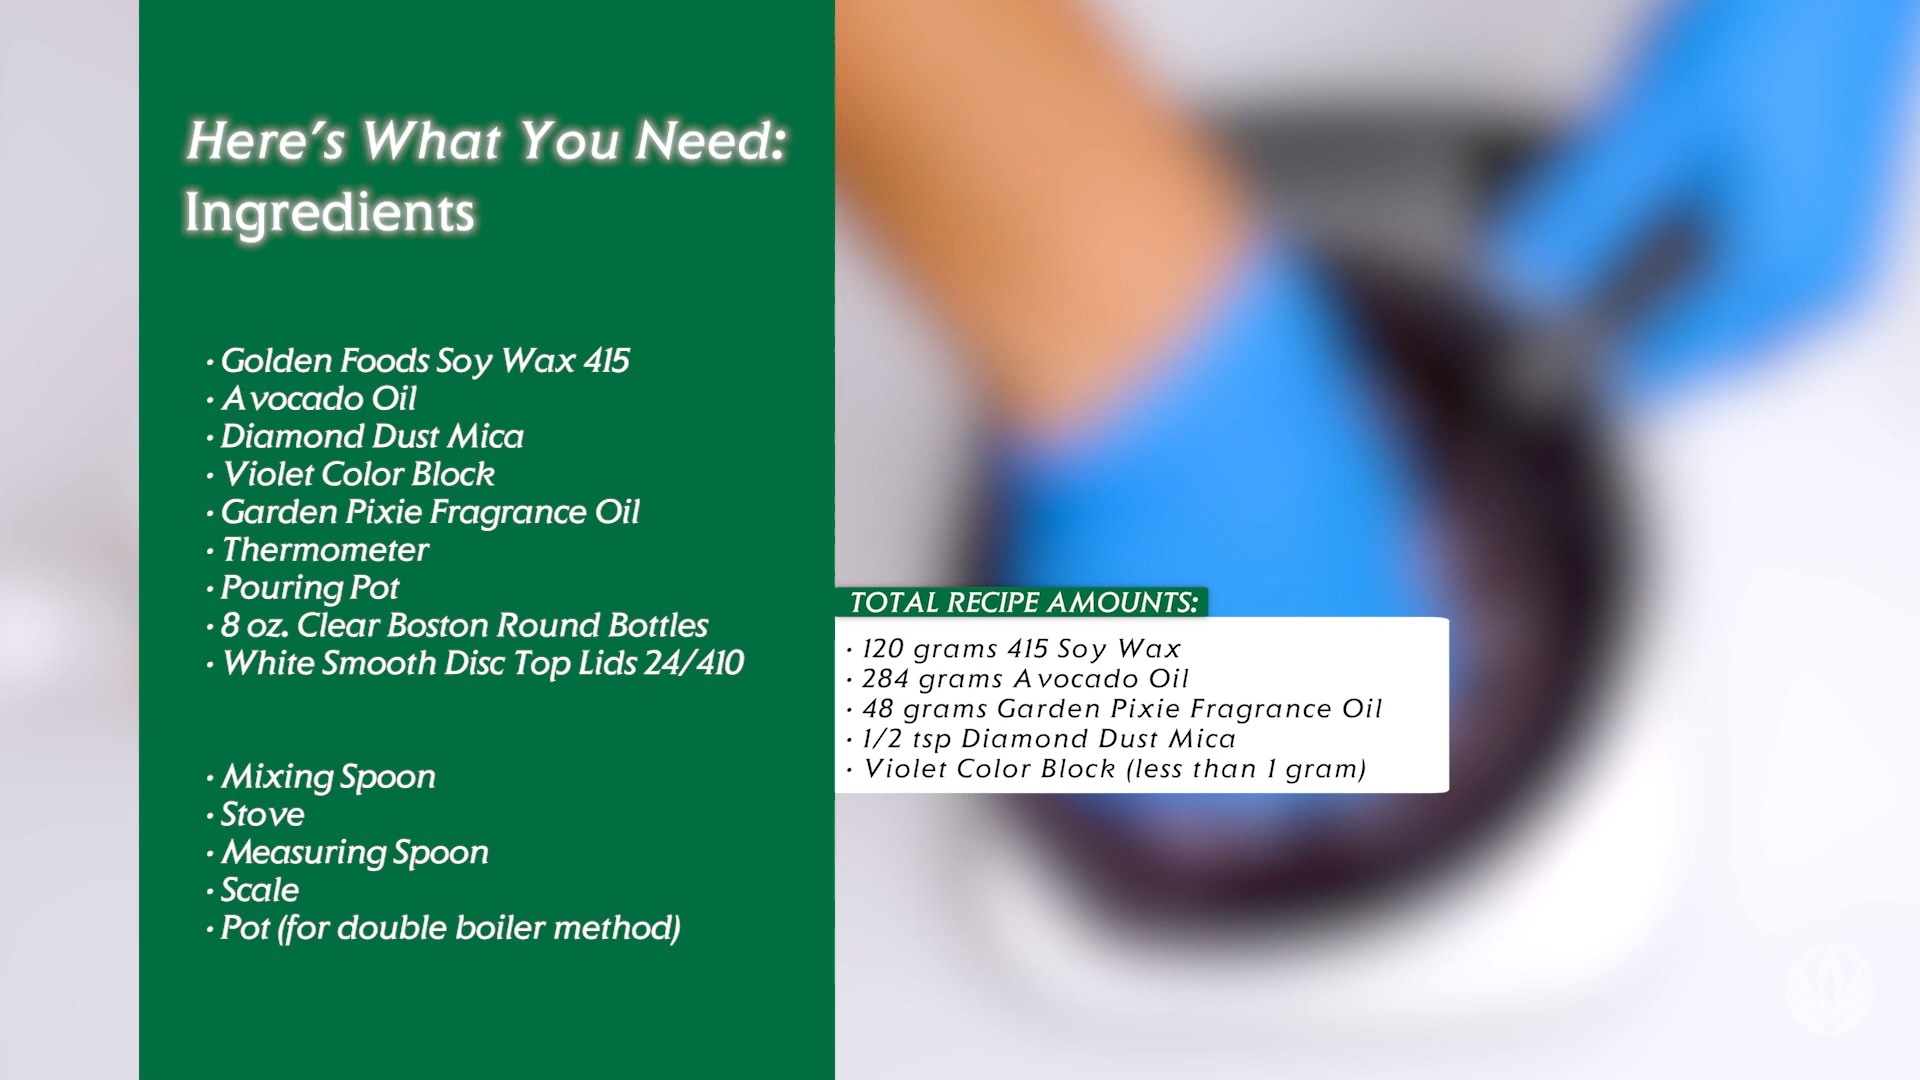 Here's What You Need:
Ingredients
• Golden Foods Soy Wax 415
• Avocado Oil
• Diamond Dust Mica
• Violet Color Block
• Garden Pixie Fragrance Oil
• Thermometer
• Pouring Pot
• 8 oz. Clear Boston Round Bottles
• White Smooth Disc Top Lids 24/410
• Mixing Spoon
• Stove
• Measuring Spoon
• Scale
• Pot (for double boiler method)
TOTAL RECIPE AMOUNTS:
• 120 grams 415 Soy Wax
• 284 grams Avocado Oil
• 48 grams Garden Pixie Fragrance Oil
• 1/2 tsp Diamond Dust Mica
• Violet Color Block (less than 1 gram)